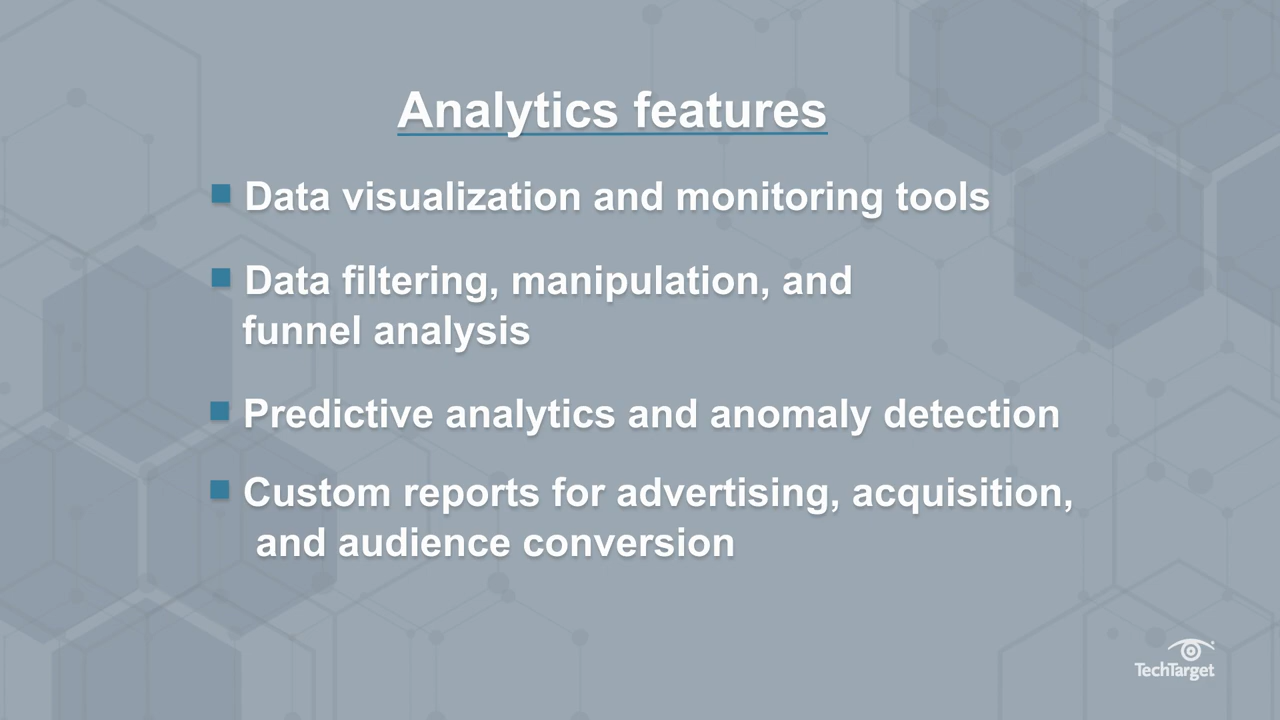 Analytics features
Data visualization and monitoring tools
Data filtering, manipulation, and
funnel analysis
Predictive analytics and anomaly detection
Custom reports for advertising, acquisition,
and audience conversion
TechTarget